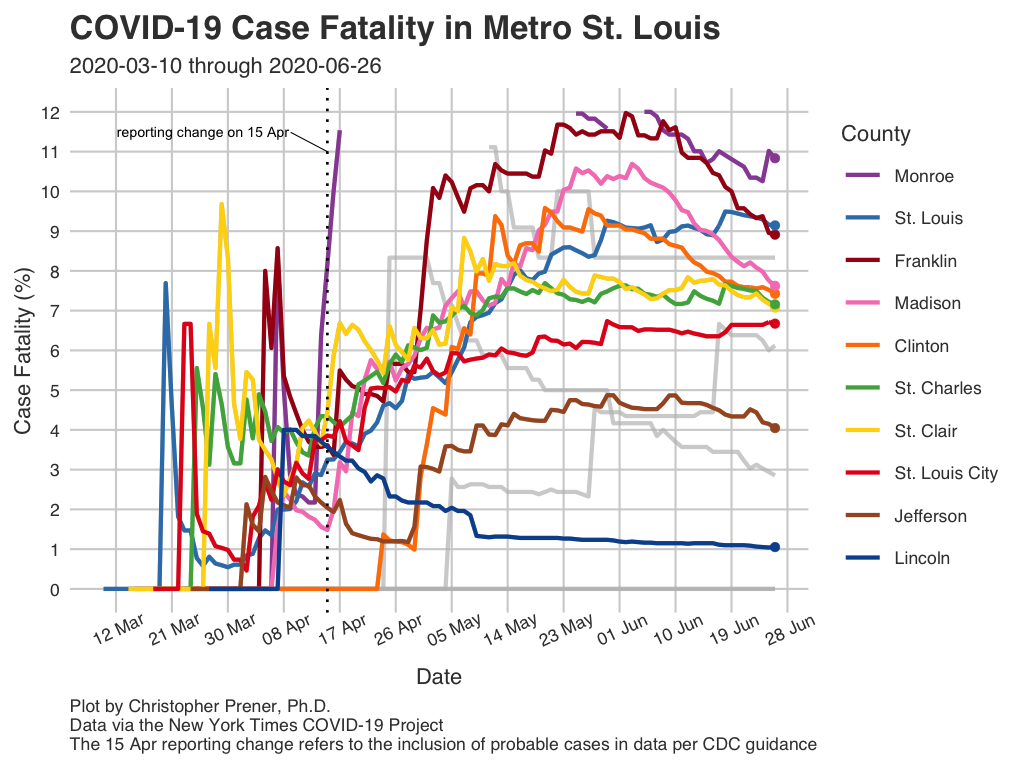 COVID-19 Case Fatality in Metro St. Louis
2020-03-10 through 2020-06-26
Case Fatality (%)
12
11
10
9
8
7
6
5
4
3
2
1
0
reporting change on 15 Apr
12 Mar
21 Mar
30 Mar
08 Apr
17 Apr
26 Apr
05 May
14 May
23 May
01 Jun
10 Jun
19 Jun
28 Jun
Date
County
Monroe
St. Louis
Franklin
Madison
Clinton
St. Charles
St. Clair
St. Louis City
Jefferson
Lincoln
Plot by Christopher Prener, Ph.D.
Data via the New York Times COVID-19 Project
The 15 Apr reporting change refers to the inclusion of probable cases in data per CDC guidance